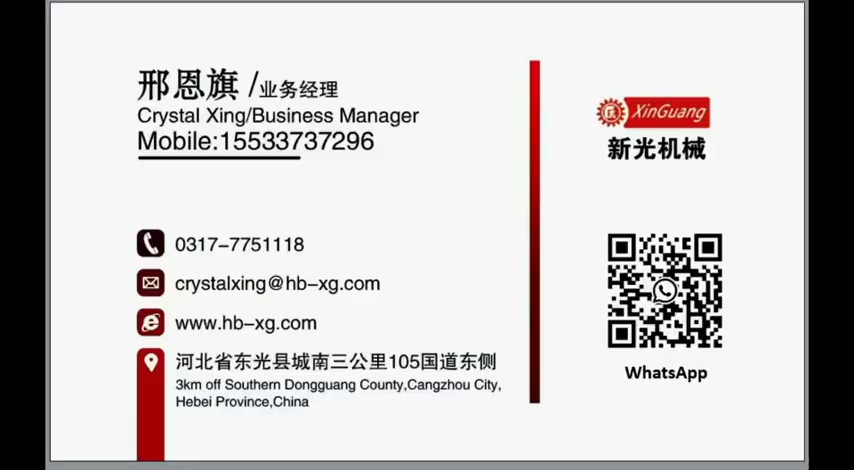 邢恩旗 /业务经理
Crystal Xing/Business Manager
Mobile:15533737296
0317-7751118
crystalxing@hb-xg.com
www.hb-xg.com
河北省东光县城南三公里105国道东侧
3km off Southern Dongguang County,Cangzhou City,
Hebei Province,China
XinGuang
新光机械
WhatsApp